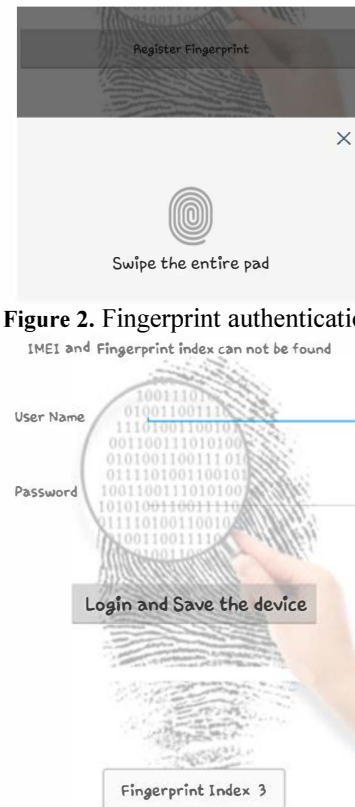 Register Fingerprint
Swipe the entire pad
Figure 2. Fingerprint authenticatio
IMEI and Fingerprint index can not be found
User Name
Password
Login and Save the device
Fingerprint Index 3